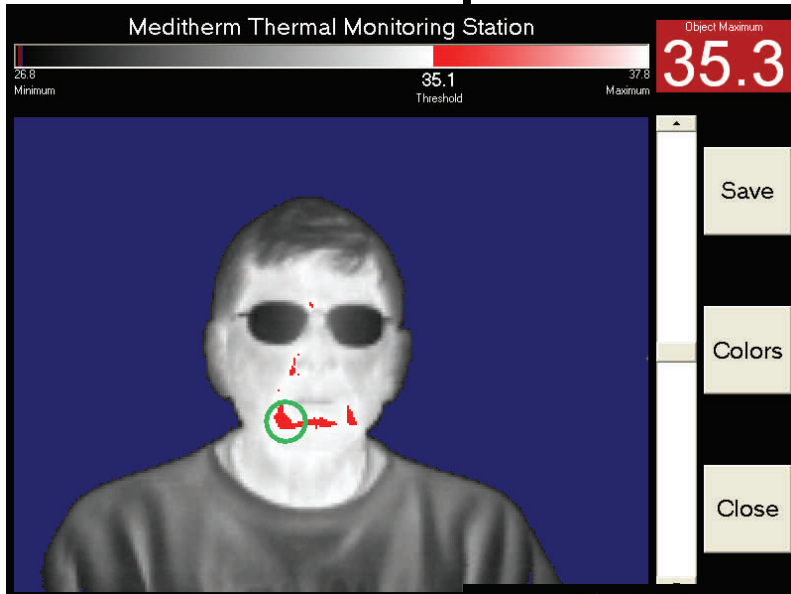 Meditherm Thermal Monitoring Station
Object Maximum
35.3
26.8
35.1
37.8
Minimum
Threshold
Maximum
Save
Colors
Close